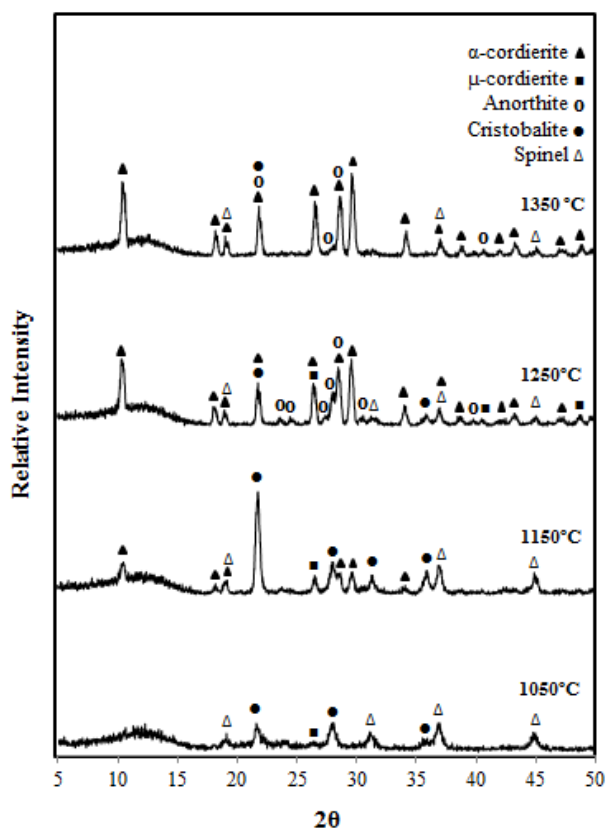 α-cordierite ▲
μ-cordierite ■
Anorthite o
Cristobalite ●
Spinel Δ
1350 °C
1250°C
1150°C
1050°C
Relative Intensity
5 10 15 20 25 30 35 40 45 50
2θ